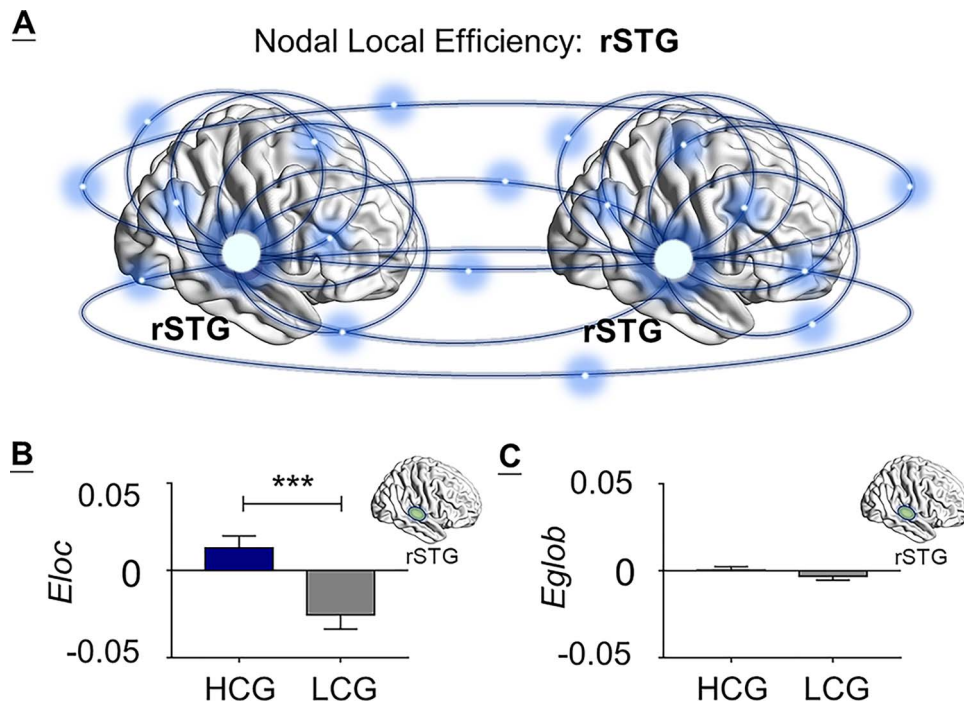 A
Nodal Local Efficiency: rSTG
rSTG
rSTG
B
0.05
0
-0.05
Eloc
***
rSTG
HCG
LCG
C
0.05
0
-0.05
Eglob
rSTG
HCG
LCG